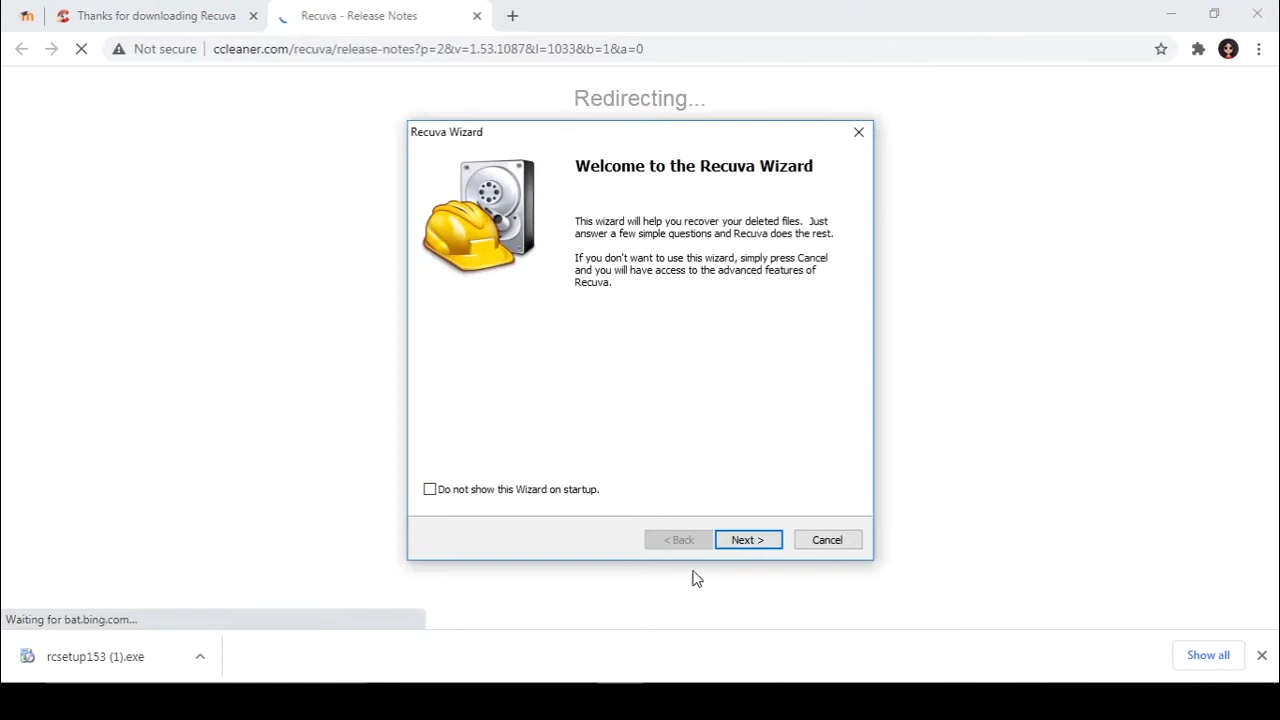 Thanks for downloading Recuva
Recuva - Release Notes
Not secure
ccleaner.com/recuva/release-notes?p=2&v=1.53.1087&l=1033&b=1&a=0
Redirecting...
Recuva Wizard
Welcome to the Recuva Wizard
This wizard will help you recover your deleted files. Just
answer a few simple questions and Recuva does the rest.
If you don't want to use this wizard, simply press Cancel
and you will have access to the advanced features of
Recuva.
Do not show this Wizard on startup.
< Back
Next >
Cancel
Waiting for bat.bing.com...
rcsetup153 (1).exe
Show all